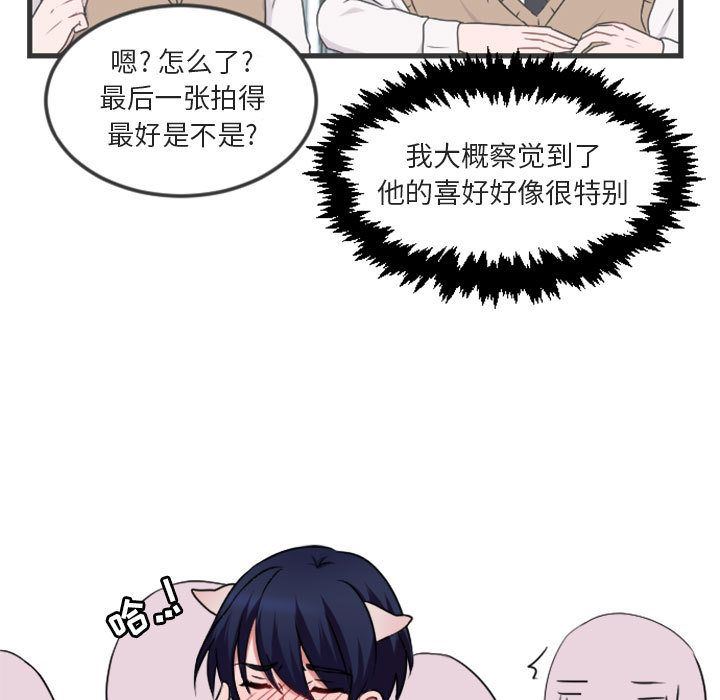 嗯? 怎么了?
最后一张拍得
最好是不是?
我大概察觉到了
他的喜好好像很特别
哈..!